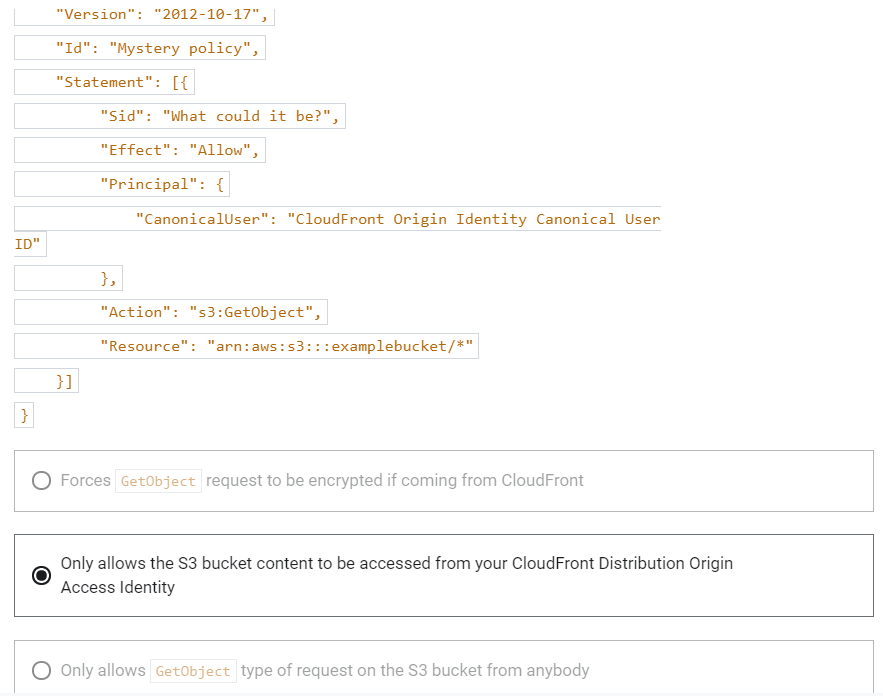 "Version": "2012-10-17",
"Id": "Mystery policy",
"Statement": [{
"Sid": "What could it be?",
"Effect": "Allow",
"Principal": {
"CanonicalUser": "CloudFront Origin Identity Canonical User
ID"
},
"Action": "s3:GetObject",
"Resource": "arn:aws:s3:::examplebucket/*"
}]
}
Forces GetObject request to be encrypted if coming from CloudFront
Only allows the S3 bucket content to be accessed from your CloudFront Distribution Origin
Access Identity
Only allows GetObject type of request on the S3 bucket from anybody